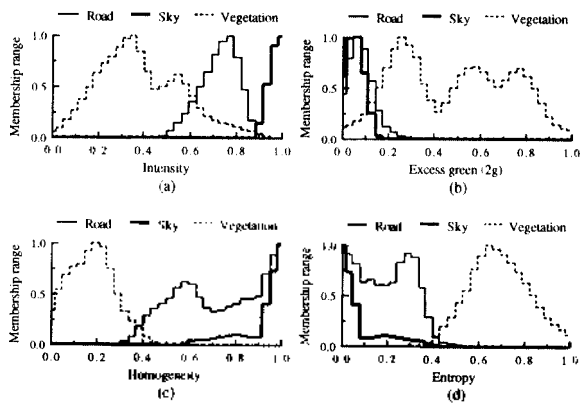 Road Sky Vegetation
Road Sky Vegetation
Membership range
1.0
0.5
0.0
0.0 0.2 0.4 0.6 0.8 1.0
Intensity
(a)
Membership range
1.0
0.5
0.0
0.0 0.2 0.4 0.6 0.8 1.0
Excess green (2g)
(b)
Road Sky Vegetation
Road Sky Vegetation
Membership range
1.0
0.5
0.0
0.0 0.2 0.4 0.6 0.8 1.0
Homogeneity
(c)
Membership range
1.0
0.5
0.0
0.0 0.2 0.4 0.6 0.8 1.0
Entropy
(d)